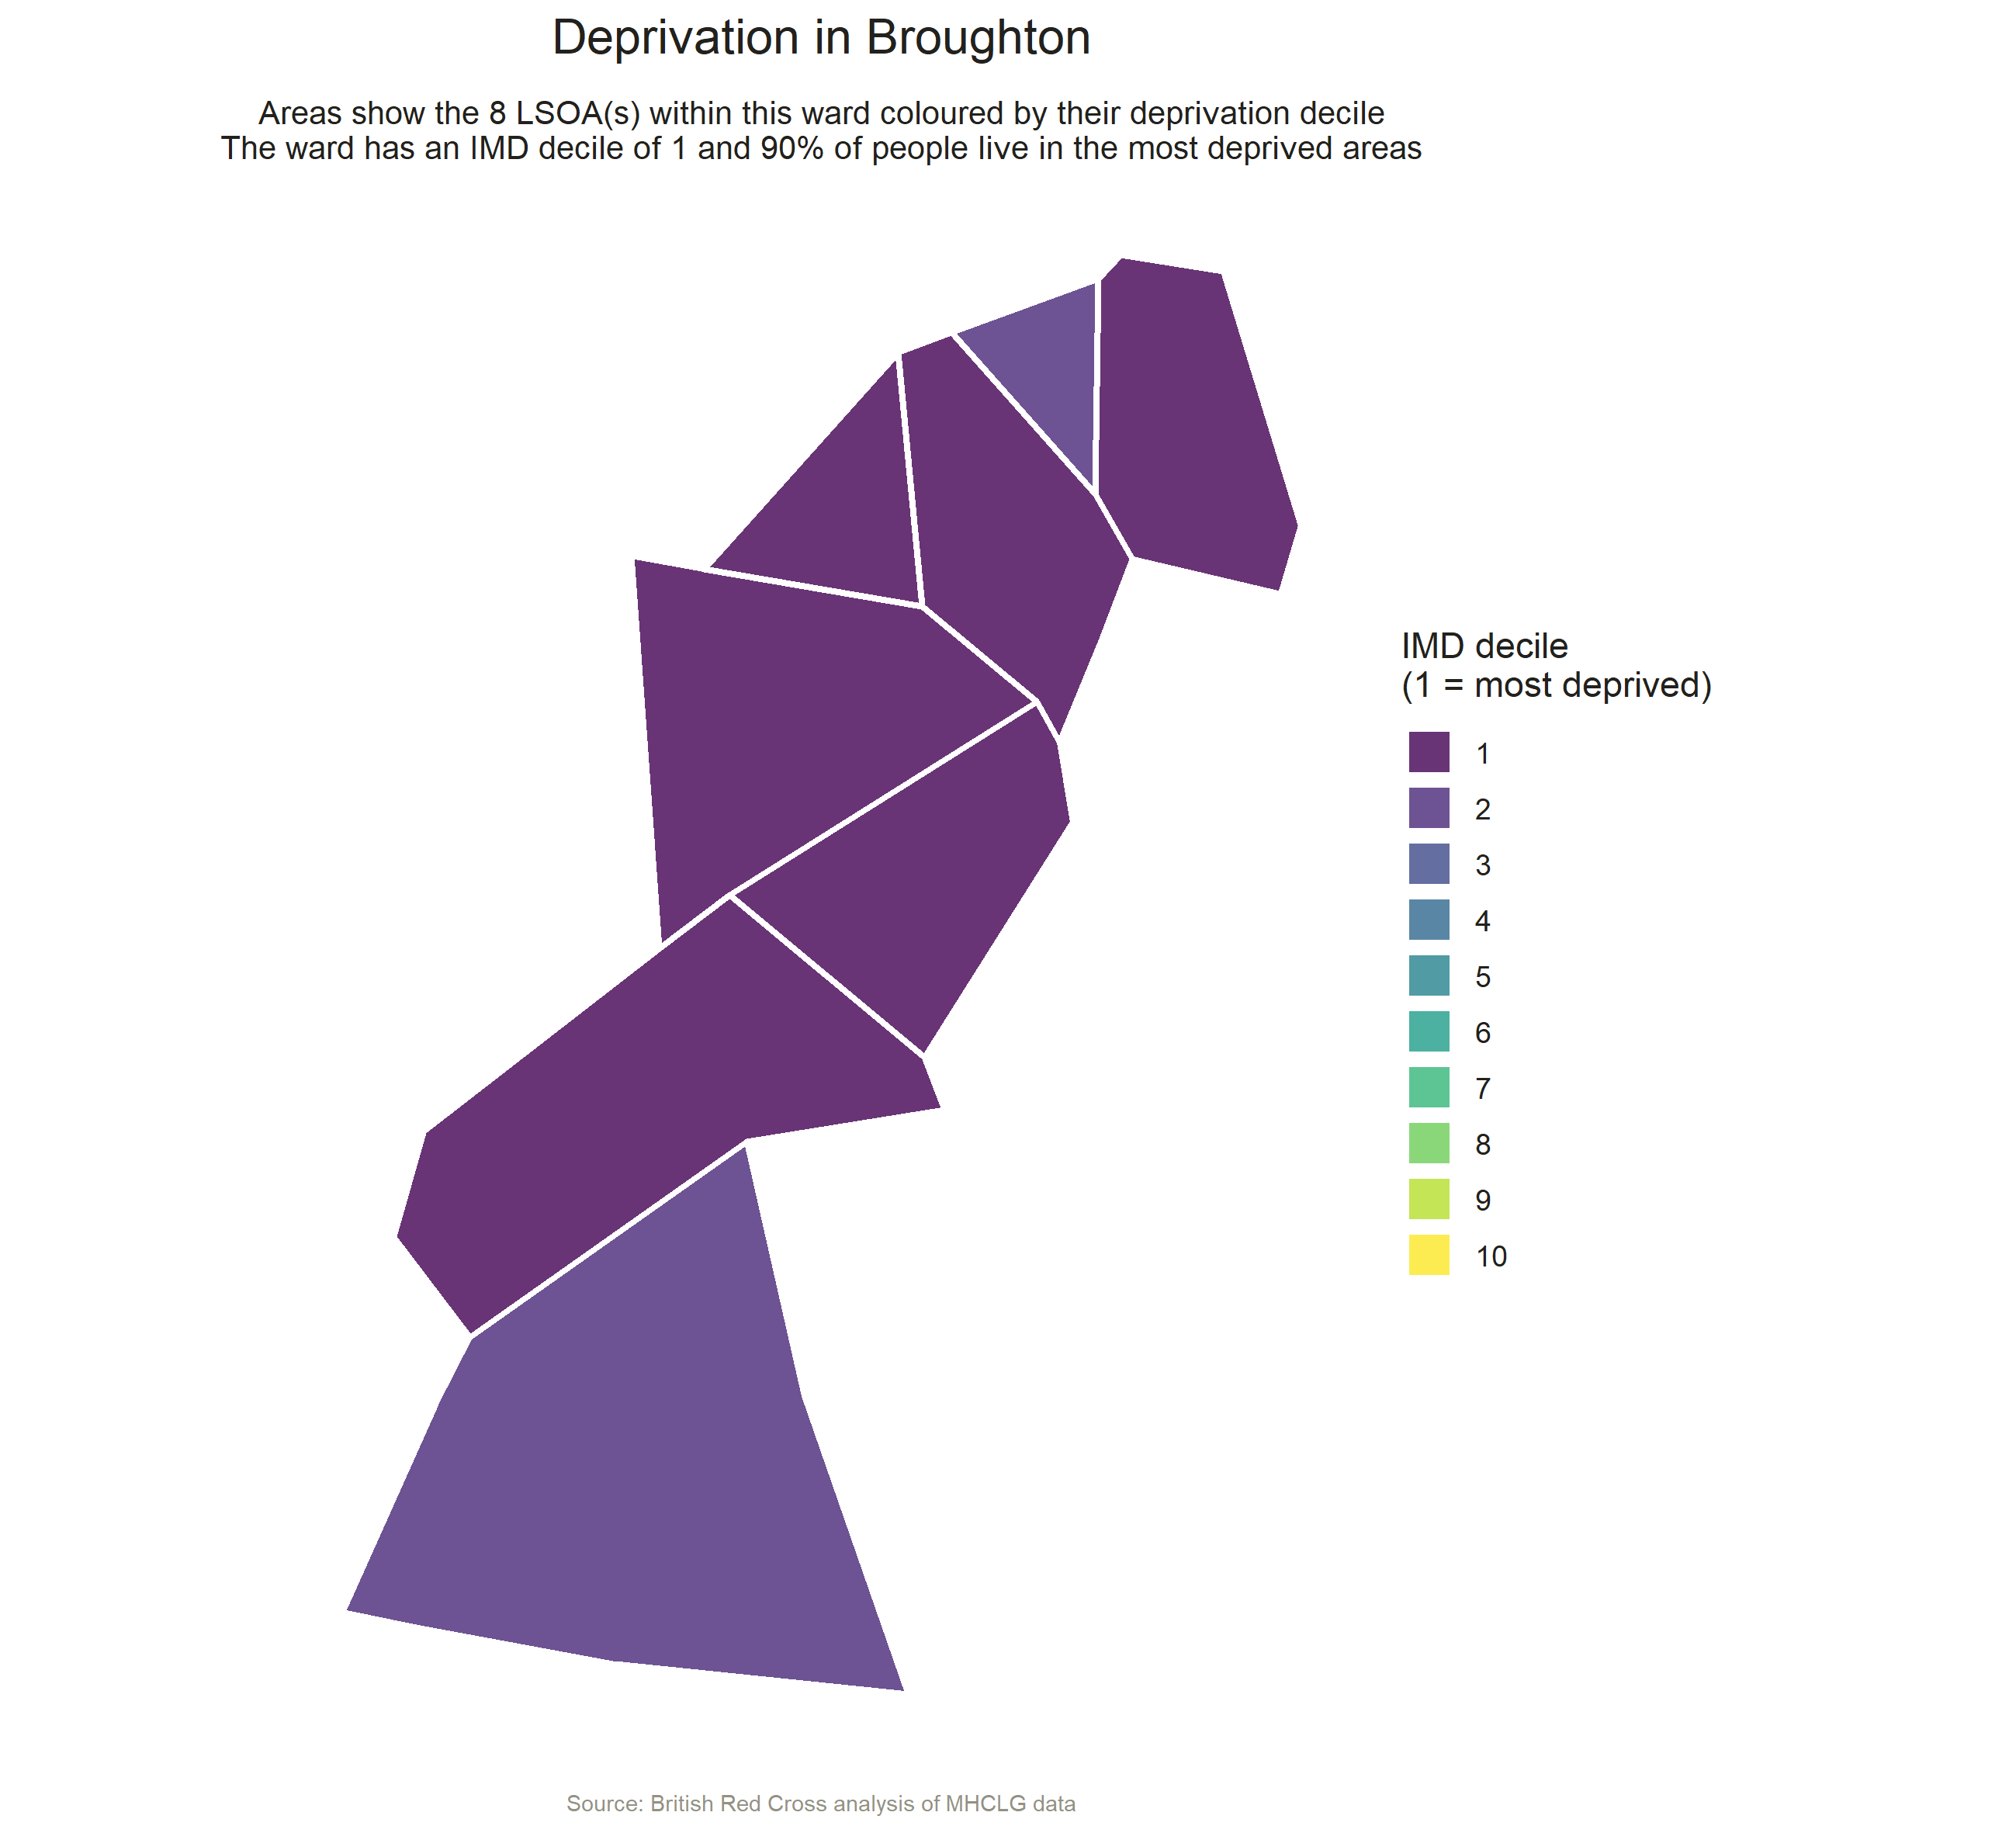 Deprivation in Broughton
Areas show the 8 LSOA(s) within this ward coloured by their deprivation decile
The ward has an IMD decile of 1 and 90% of people live in the most deprived areas
IMD decile
(1 = most deprived)
1
2
3
4
5
6
7
8
9
10
Source: British Red Cross analysis of MHCLG data